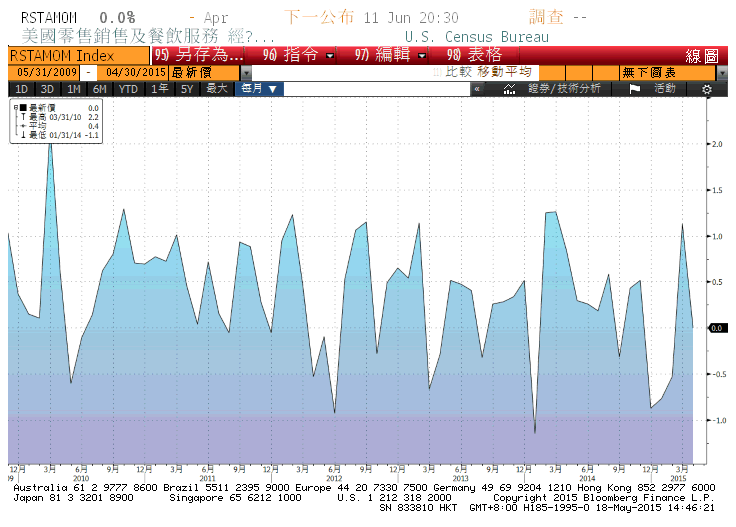 RSTAMOM 0.0% - Apr 下一公布 11 Jun 20:30 調查 --
美國零售銷售及餐飲服務 經?... U.S. Census Bureau
RSTAMOM Index 95) 另存為... 96) 指令 97) 編輯 98) 表格 線圖
05/31/2009 - 04/30/2015 最新價 比較 移動平均 無下圖表
1D 3D 1M 6M YTD 1年 5Y 最大 每月 ▼ « 證券/技術分析 活動
最新價 0.0
最高 03/31/10 2.2
平均 0.4
最低 01/31/14 -1.1
2.0
1.5
1.0
0.5
0.0
-0.5
-1.0
12月 3月 6月 9月 12月 3月 6月 9月 12月 3月 6月 9月 12月 3月 6月 9月 12月 3月 6月 9月 12月 3月
09 2010 2011 2012 2013 2014 2015
Australia 61 2 9777 8600 Brazil 5511 2395 9000 Europe 44 20 7330 7500 Germany 49 69 9204 1210 Hong Kong 852 2977 6000
Japan 81 3 3201 8900 Singapore 65 6212 1000 U.S. 1 212 318 2000 Copyright 2015 Bloomberg Finance L.P.
SN 833810 HKT GMT+8:00 H185-1995-0 18-May-2015 14:46:21